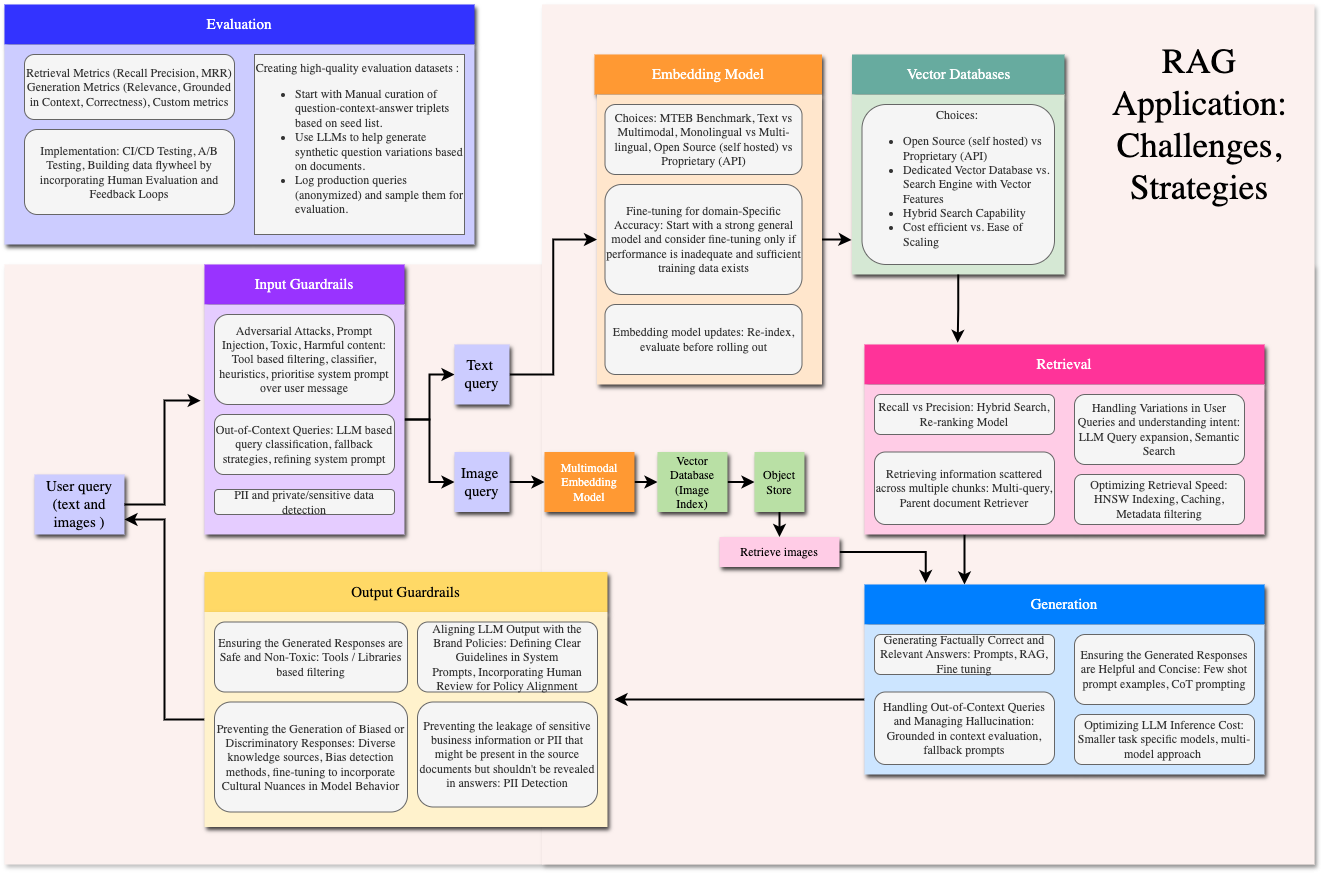 Evaluation
Retrieval Metrics (Recall Precision, MRR)
Generation Metrics (Relevance, Grounded
in Context, Correctness), Custom metrics
Implementation: CI/CD Testing, A/B
Testing, Building data flywheel by
incorporating Human Evaluation and
Feedback Loops
Creating high-quality evaluation datasets :
• Start with Manual curation of
question-context-answer triplets
based on seed list.
• Use LLMs to help generate
synthetic question variations based
on documents.
• Log production queries
(anonymized) and sample them for
evaluation.
RAG
Application:
Challenges,
Strategies
Embedding Model
Choices: MTEB Benchmark, Text vs
Multimodal, Monolingual vs Multi-
lingual, Open Source (self hosted) vs
Proprietary (API)
Fine-tuning for domain-Specific
Accuracy: Start with a strong general
model and consider fine-tuning only if
performance is inadequate and sufficient
training data exists
Embedding model updates: Re-index,
evaluate before rolling out
Vector Databases
Choices:
• Open Source (self hosted) vs
Proprietary (API)
• Dedicated Vector Database vs.
Search Engine with Vector
Features
• Hybrid Search Capability
• Cost efficient vs. Ease of
Scaling
Input Guardrails
Adversarial Attacks, Prompt
Injection, Toxic, Harmful content:
Tool based filtering, classifier,
heuristics, prioritise system prompt
over user message
Out-of-Context Queries: LLM based
query classification, fallback
strategies, refining system prompt
PII and private/sensitive data
detection
Text
query
Image
query
User query
(text and
images )
Multimodal
Embedding
Model
Vector
Database
(Image
Index)
Object
Store
Retrieve images
Retrieval
Recall vs Precision: Hybrid Search,
Re-ranking Model
Retrieving information scattered
across multiple chunks: Multi-query,
Parent document Retriever
Handling Variations in User
Queries and understanding intent:
LLM Query expansion, Semantic
Search
Optimizing Retrieval Speed:
HNSW Indexing, Caching,
Metadata filtering
Generation
Generating Factually Correct and
Relevant Answers: Prompts, RAG,
Fine tuning
Handling Out-of-Context Queries
and Managing Hallucination:
Grounded in context evaluation,
fallback prompts
Ensuring the Generated Responses
are Helpful and Concise: Few shot
prompt examples, CoT prompting
Optimizing LLM Inference Cost:
Smaller task specific models, multi-
model approach
Output Guardrails
Ensuring the Generated Responses are
Safe and Non-Toxic: Tools / Libraries
based filtering
Aligning LLM Output with the
Brand Policies: Defining Clear
Guidelines in System
Prompts, Incorporating Human
Review for Policy Alignment
Preventing the Generation of Biased or
Discriminatory Responses: Diverse
knowledge sources, Bias detection
methods, fine-tuning to incorporate
Cultural Nuances in Model Behavior
Preventing the leakage of sensitive
business information or PII that
might be present in the source
documents but shouldn't be revealed
in answers: PII Detection